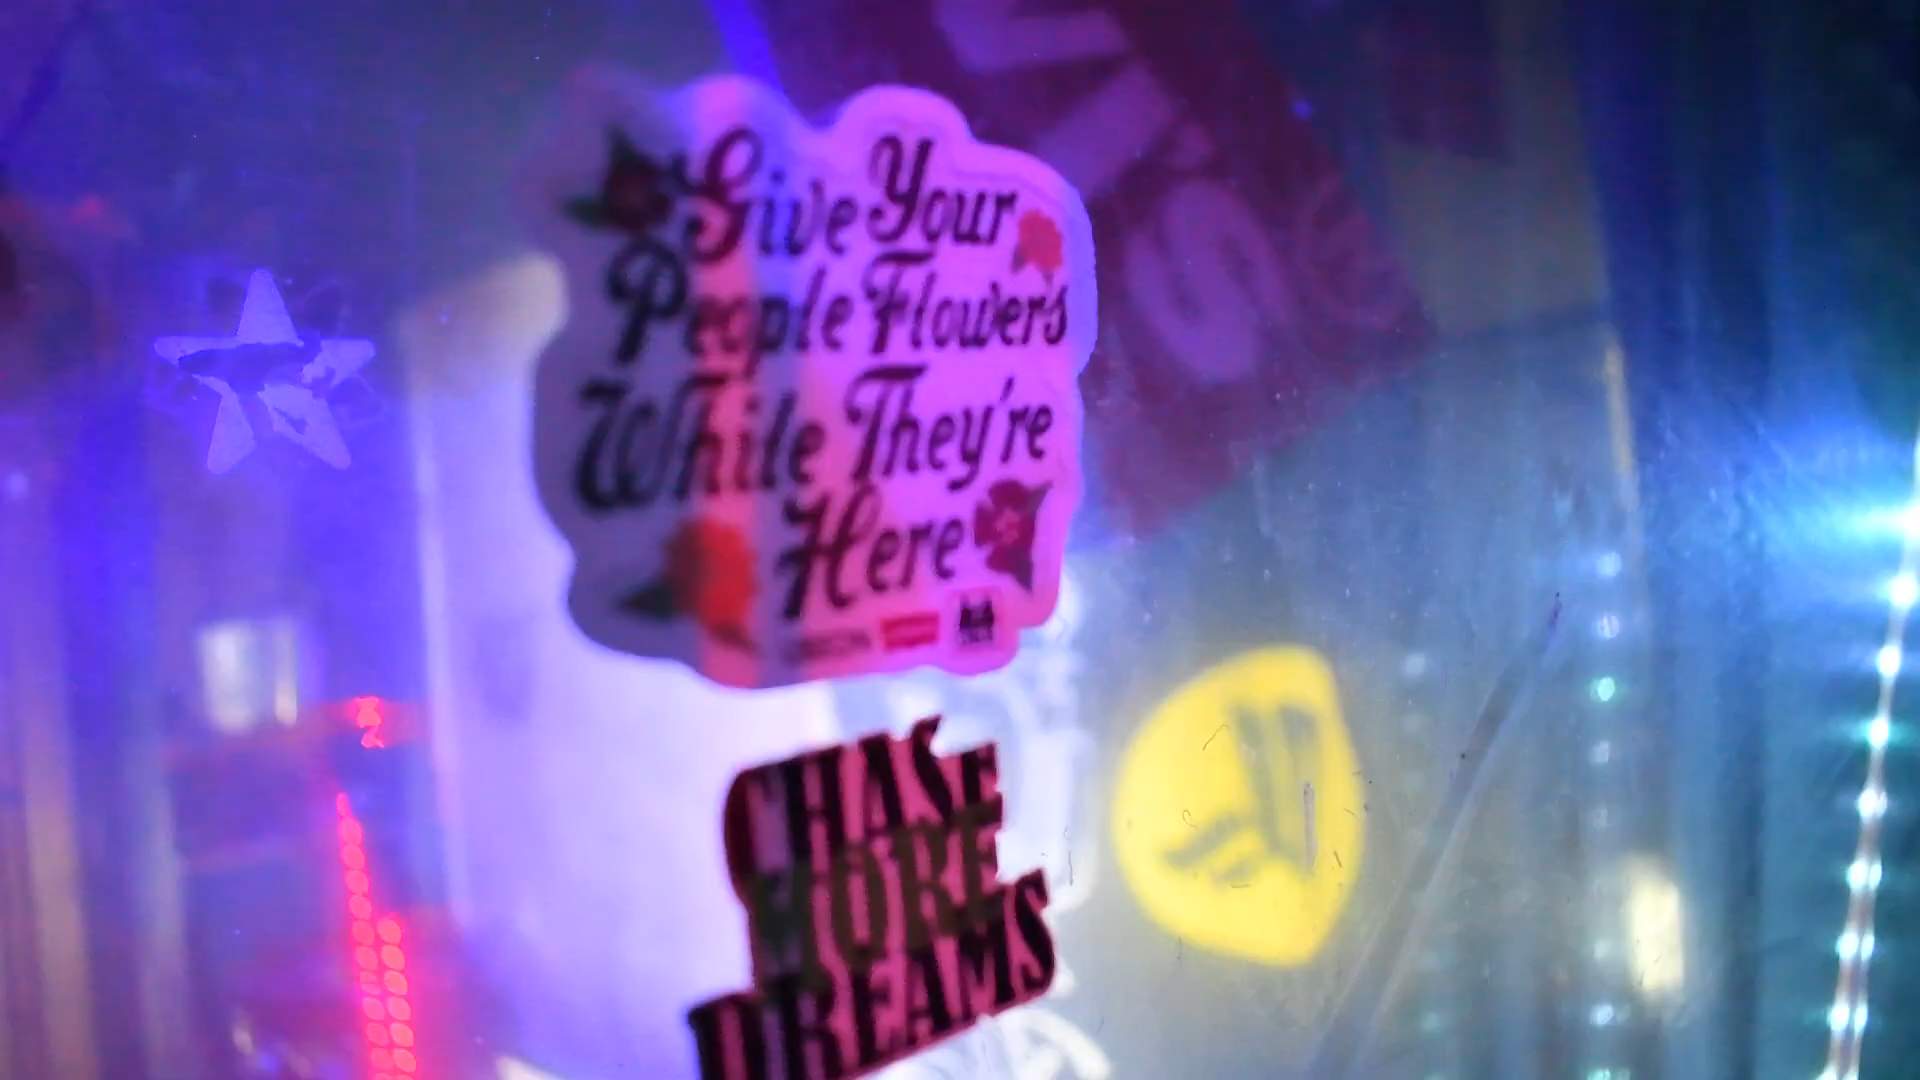 Give Your
People Flowers
While They're
Here
CHASE
MORE
DREAMS